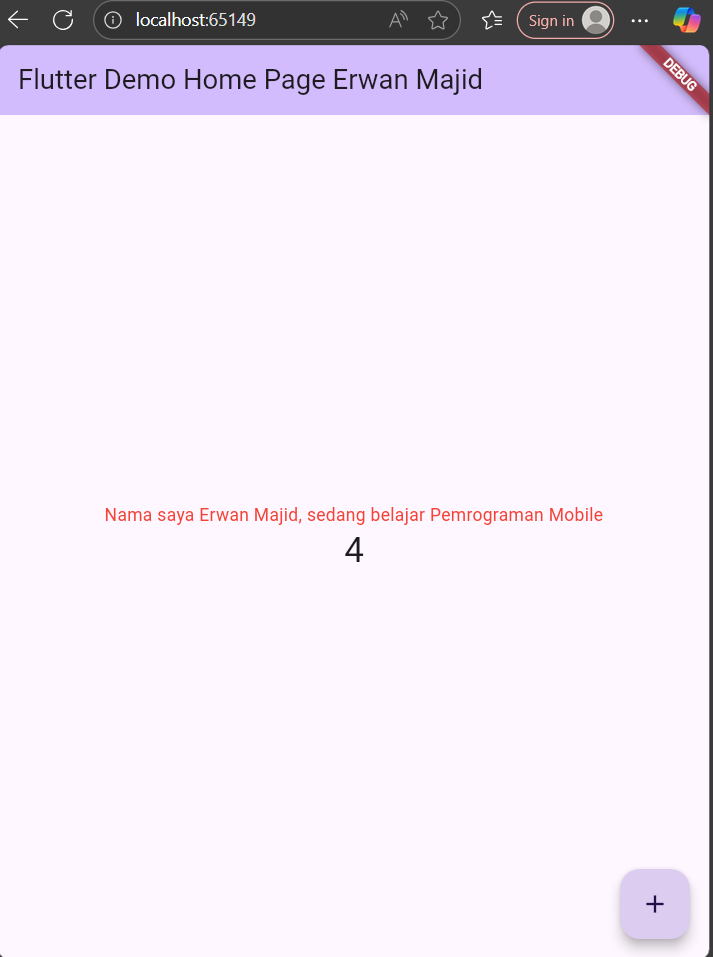 localhost:65149
Sign in
Flutter Demo Home Page Erwan Majid
DEBUG
Nama saya Erwan Majid, sedang belajar Pemrograman Mobile
4
+